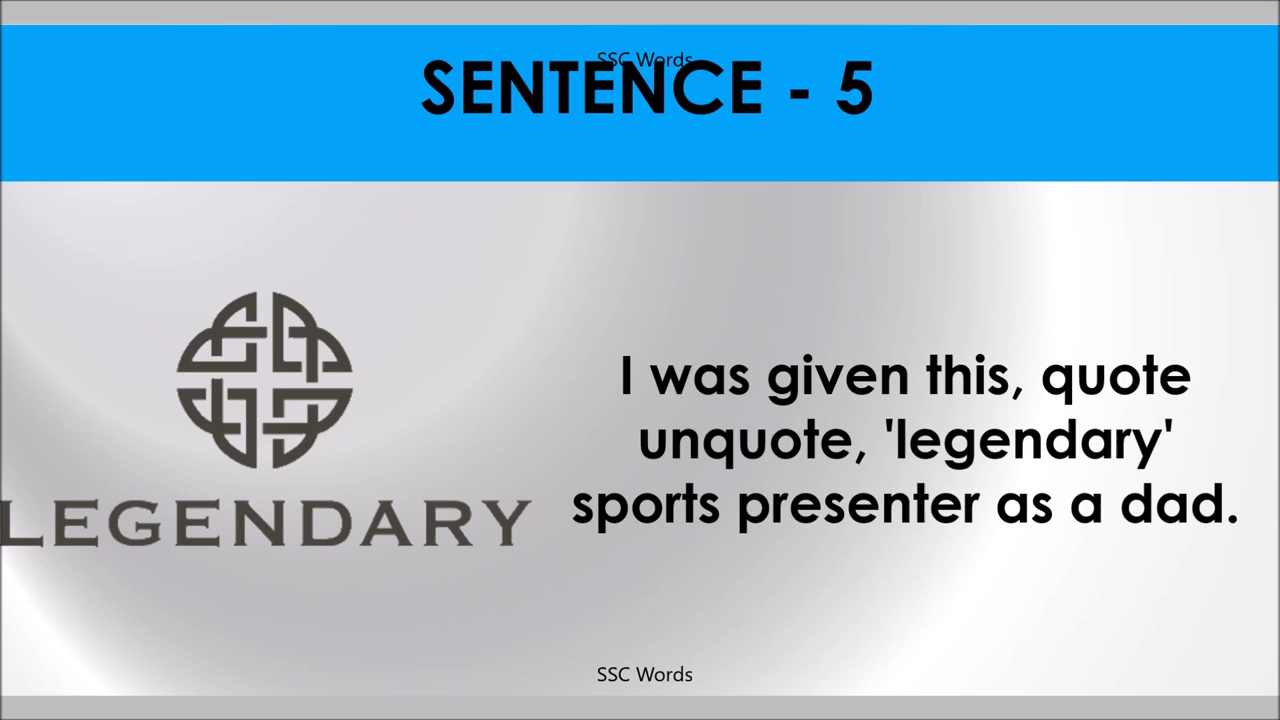 SSC Words
SENTENCE - 5
LEGENDARY
I was given this, quote
unquote, 'legendary'
sports presenter as a dad.
SSC Words